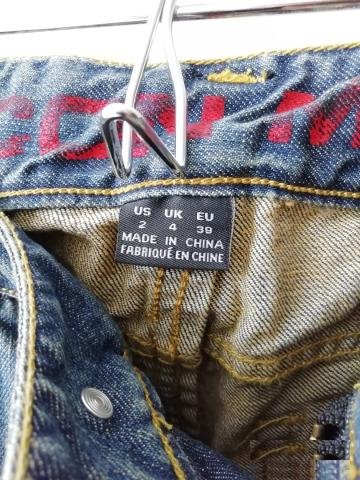 US UK EU
2 4 39
MADE IN CHINA
FABRIQUÉ EN CHINE